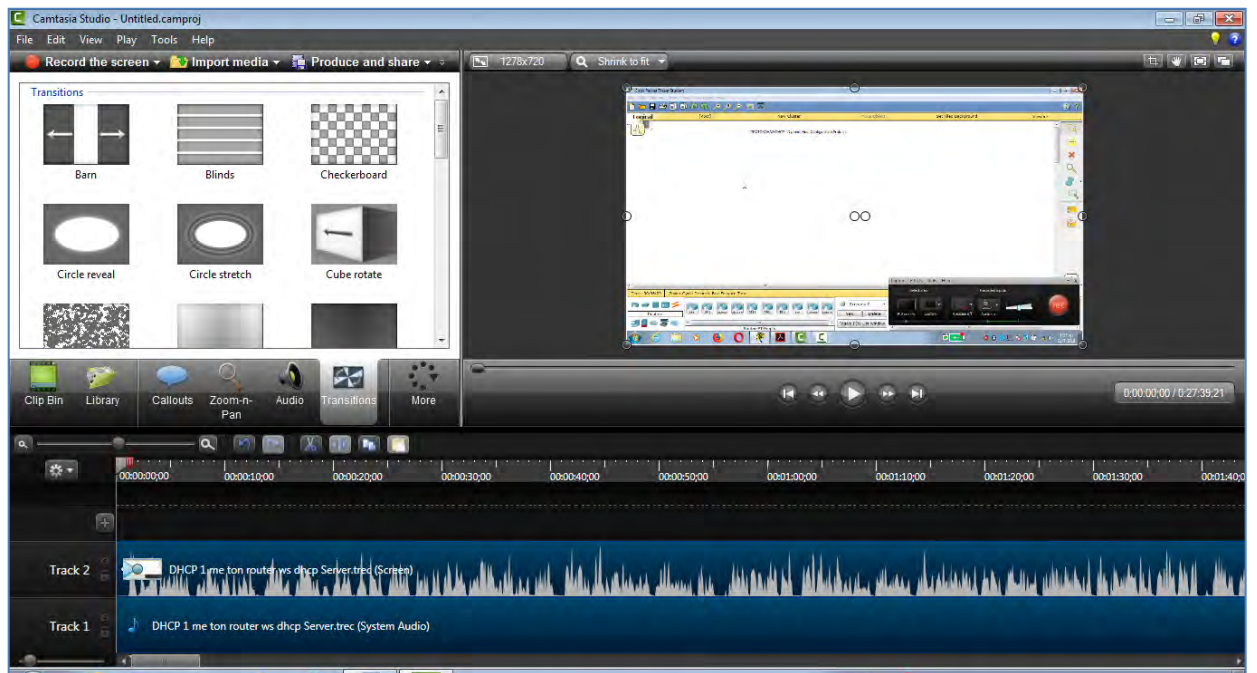 Camtasia Studio - Untitled.camproj
File Edit View Play Tools Help
Record the screen Import media Produce and share
1278x720 Shrink to fit
Transitions
Barn Blinds Checkerboard
Circle reveal Circle stretch Cube rotate
Clip Bin Library Callouts Zoom-n-Pan Audio Transitions More
0:00:00;00 / 0:27:39;21
00:00:00;00 00:00:10;00 00:00:20;00 00:00:30;00 00:00:40;00 00:00:50;00 00:01:00;00 00:01:10;00 00:01:20;00 00:01:30;00 00:01:40;0
Track 2 DHCP 1 me ton router ws dhcp Server.trec (Screen)
Track 1 DHCP 1 me ton router ws dhcp Server.trec (System Audio)